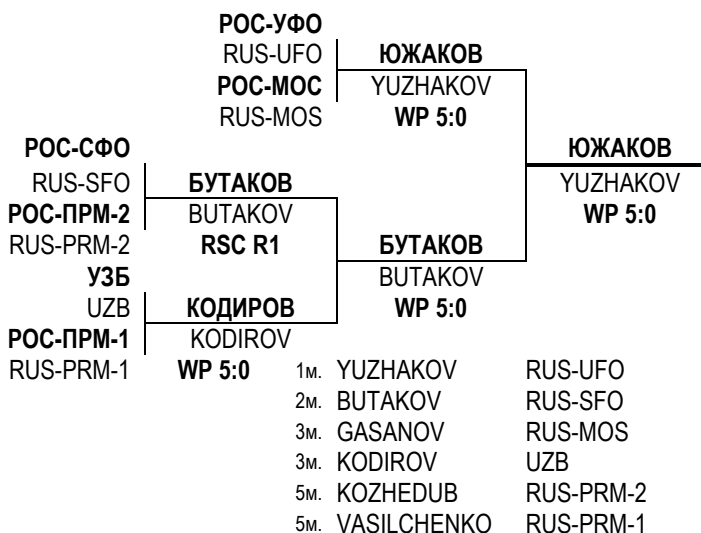 РОС-УФО
RUS-UFO ЮЖАКОВ
РОС-МОС YUZHAKOV
RUS-MOS WP 5:0
РОС-СФО ЮЖАКОВ
RUS-SFO БУТАКОВ YUZHAKOV
РОС-ПРМ-2 BUTAKOV WP 5:0
RUS-PRM-2 RSC R1 БУТАКОВ
УЗБ BUTAKOV
UZB КОДИРОВ WP 5:0
РОС-ПРМ-1 KODIROV
RUS-PRM-1 WP 5:0 1м. YUZHAKOV RUS-UFO
2м. BUTAKOV RUS-SFO
3м. GASANOV RUS-MOS
3м. KODIROV UZB
5м. KOZHEDUB RUS-PRM-2
5м. VASILCHENKO RUS-PRM-1